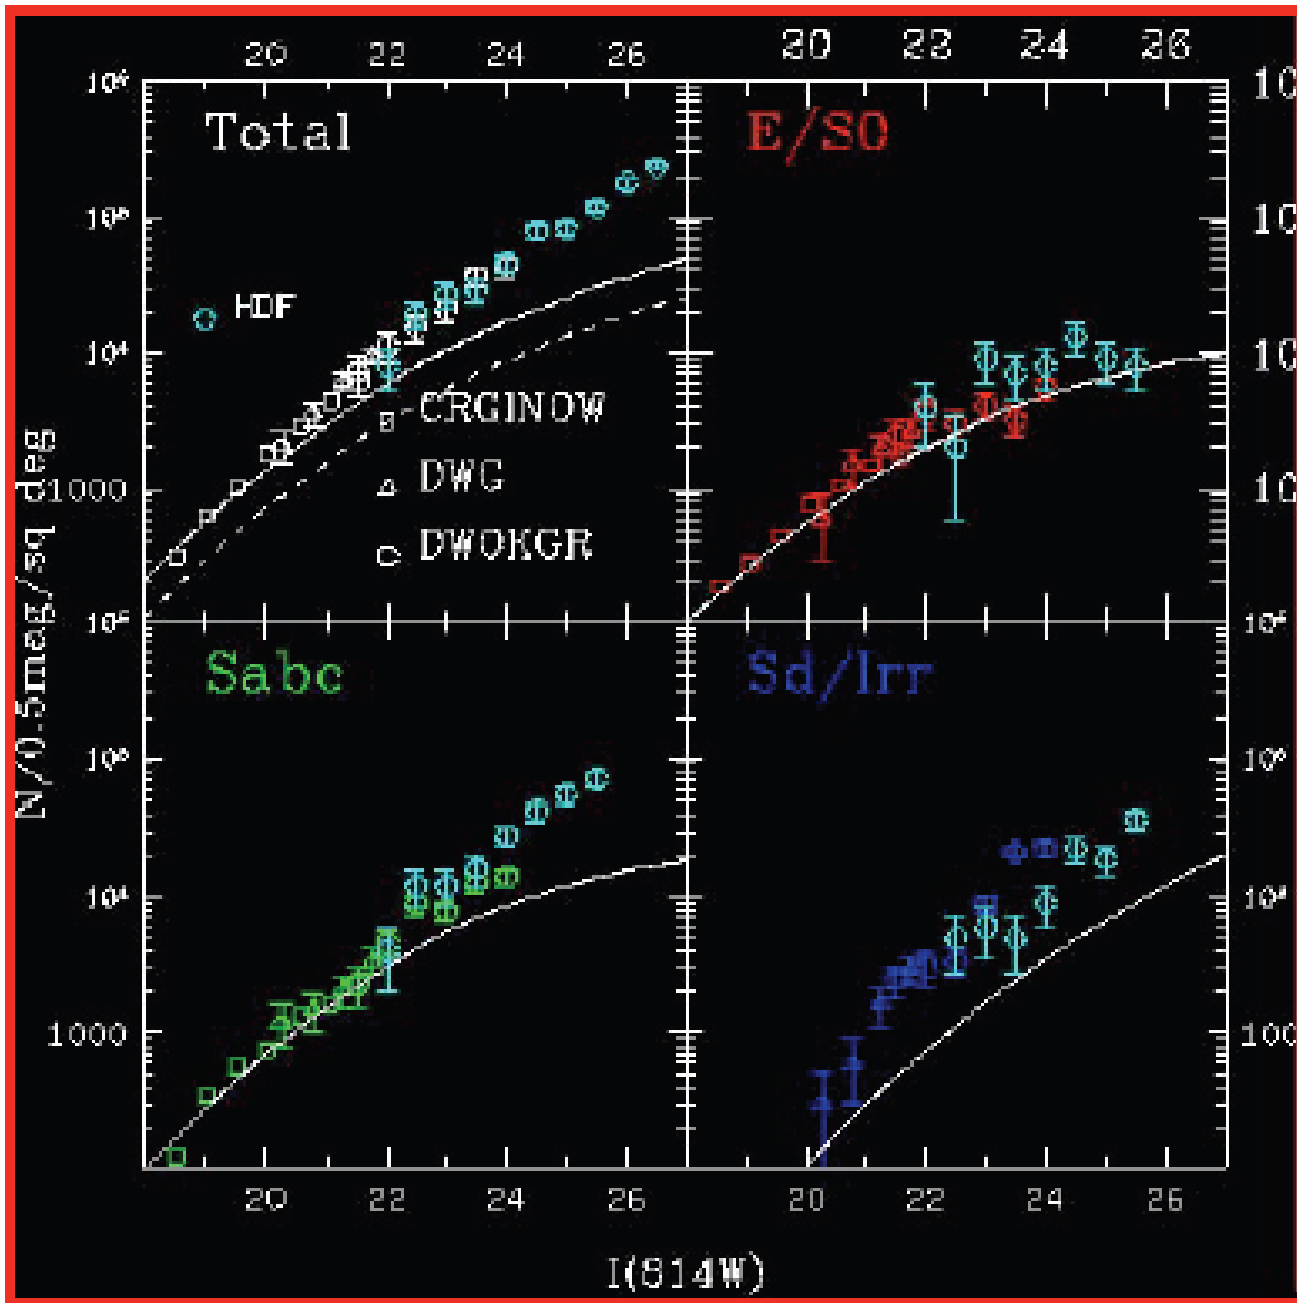 20 22 24 26 20 22 24 26
Total
E/S0
HDF
CRGINOW
DWG
DWOKGR
1000
Sabc
Sd/Irr
1000
N/0.5mag/sq deg
20 22 24 26 20 22 24 26
I(814W)